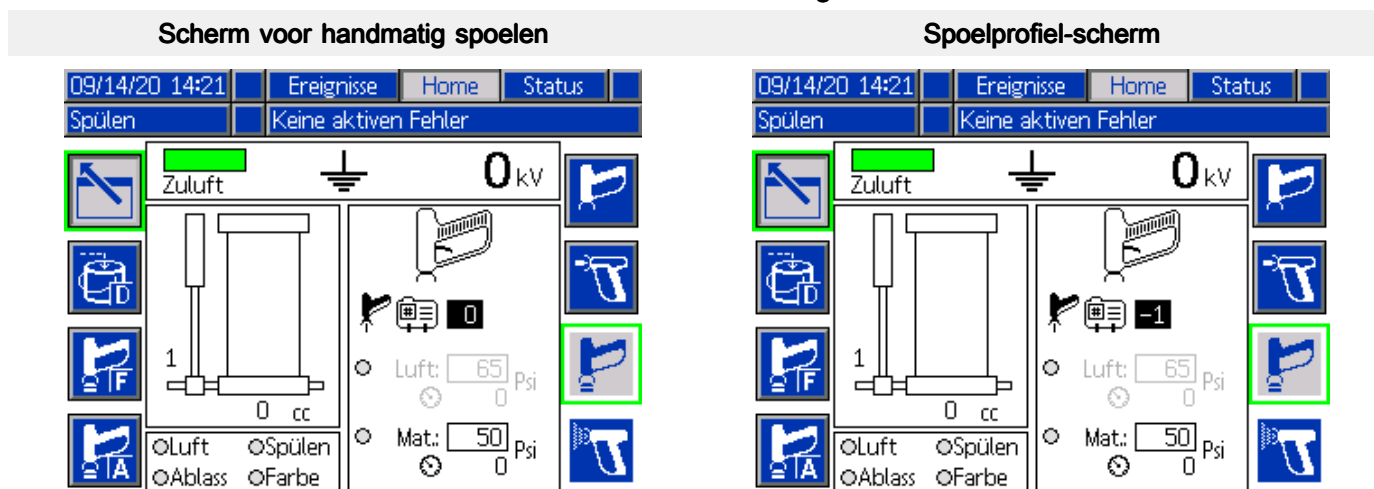 Scherm voor handmatig spoelen
Spoelprofiel-scherm
09/14/20 14:21 Ereignisse Home Status
Spülen Keine aktiven Fehler
Zuluft 0 kV
D
F
A
1
0 cc
# 0
Luft: 65 Psi
0
Mat.: 50 Psi
0
Luft Spülen
Ablass Farbe
09/14/20 14:21 Ereignisse Home Status
Spülen Keine aktiven Fehler
Zuluft 0 kV
D
F
A
1
0 cc
# -1
Luft: 65 Psi
0
Mat.: 50 Psi
0
Luft Spülen
Ablass Farbe